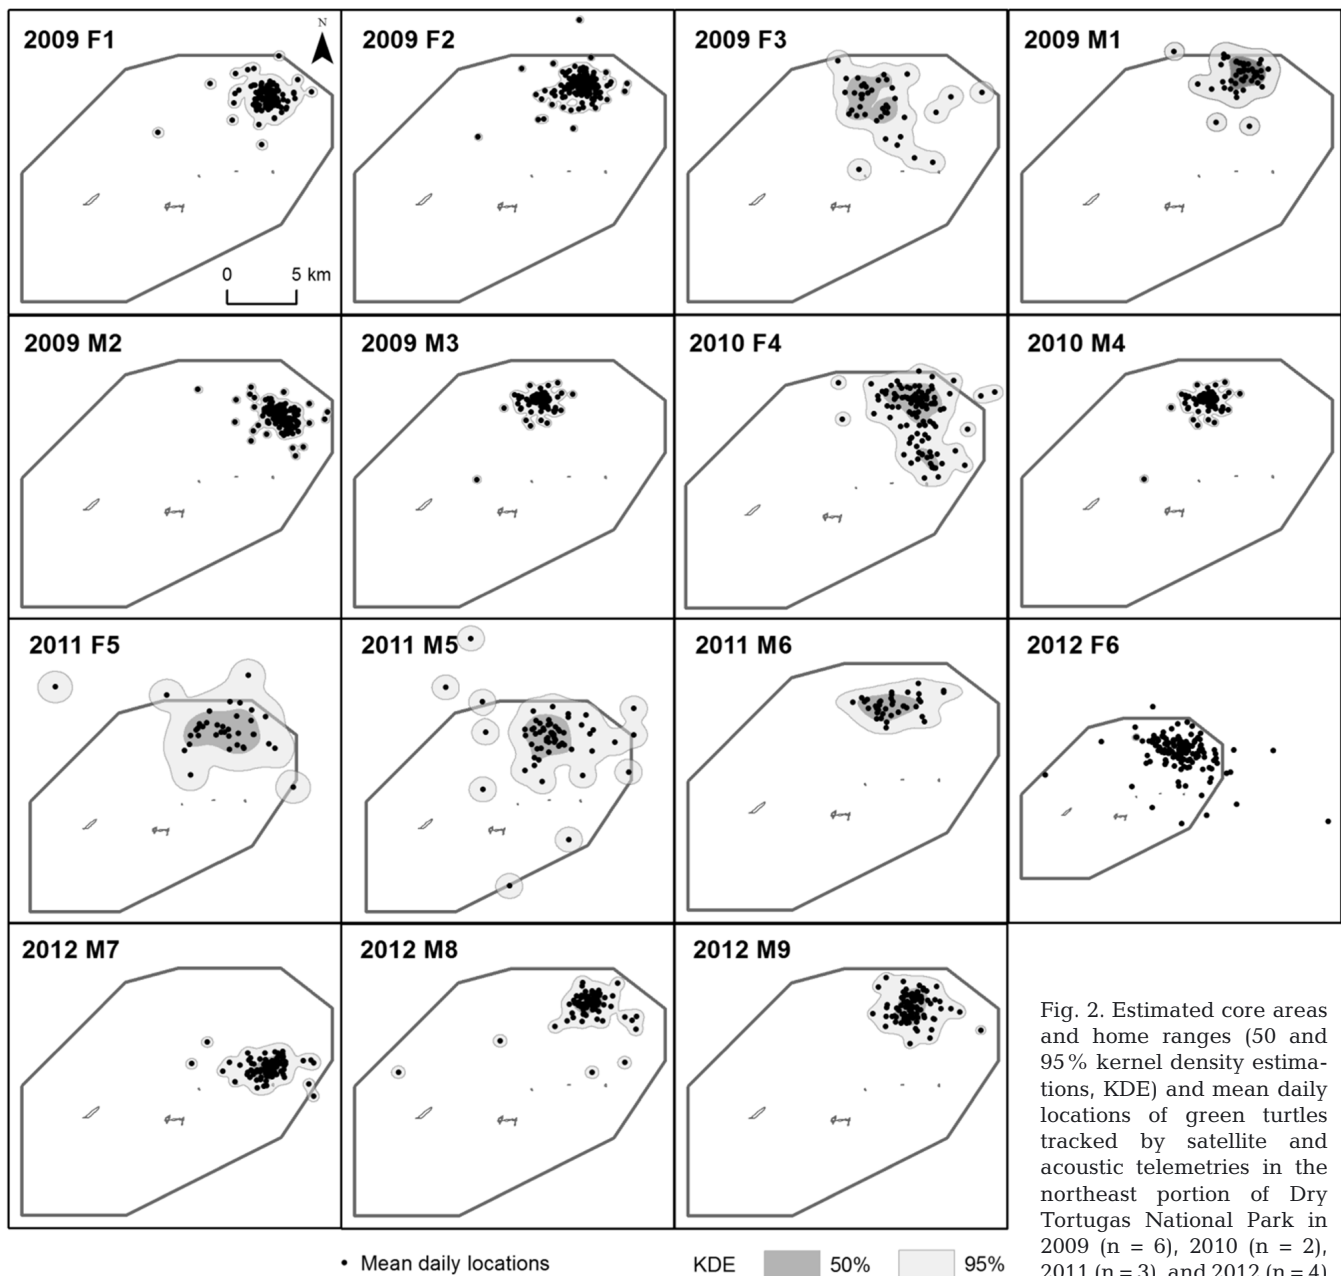 2009 F1
N
2009 F2
2009 F3
2009 M1
0 5 km
2009 M2
2009 M3
2010 F4
2010 M4
2011 F5
2011 M5
2011 M6
2012 F6
2012 M7
2012 M8
2012 M9
Fig. 2. Estimated core areas
and home ranges (50 and
95% kernel density estima-
tions, KDE) and mean daily
locations of green turtles
tracked by satellite and
acoustic telemetries in the
northeast portion of Dry
Tortugas National Park in
2009 (n = 6), 2010 (n = 2),
2011 (n = 3), and 2012 (n = 4)
• Mean daily locations KDE 50% 95%